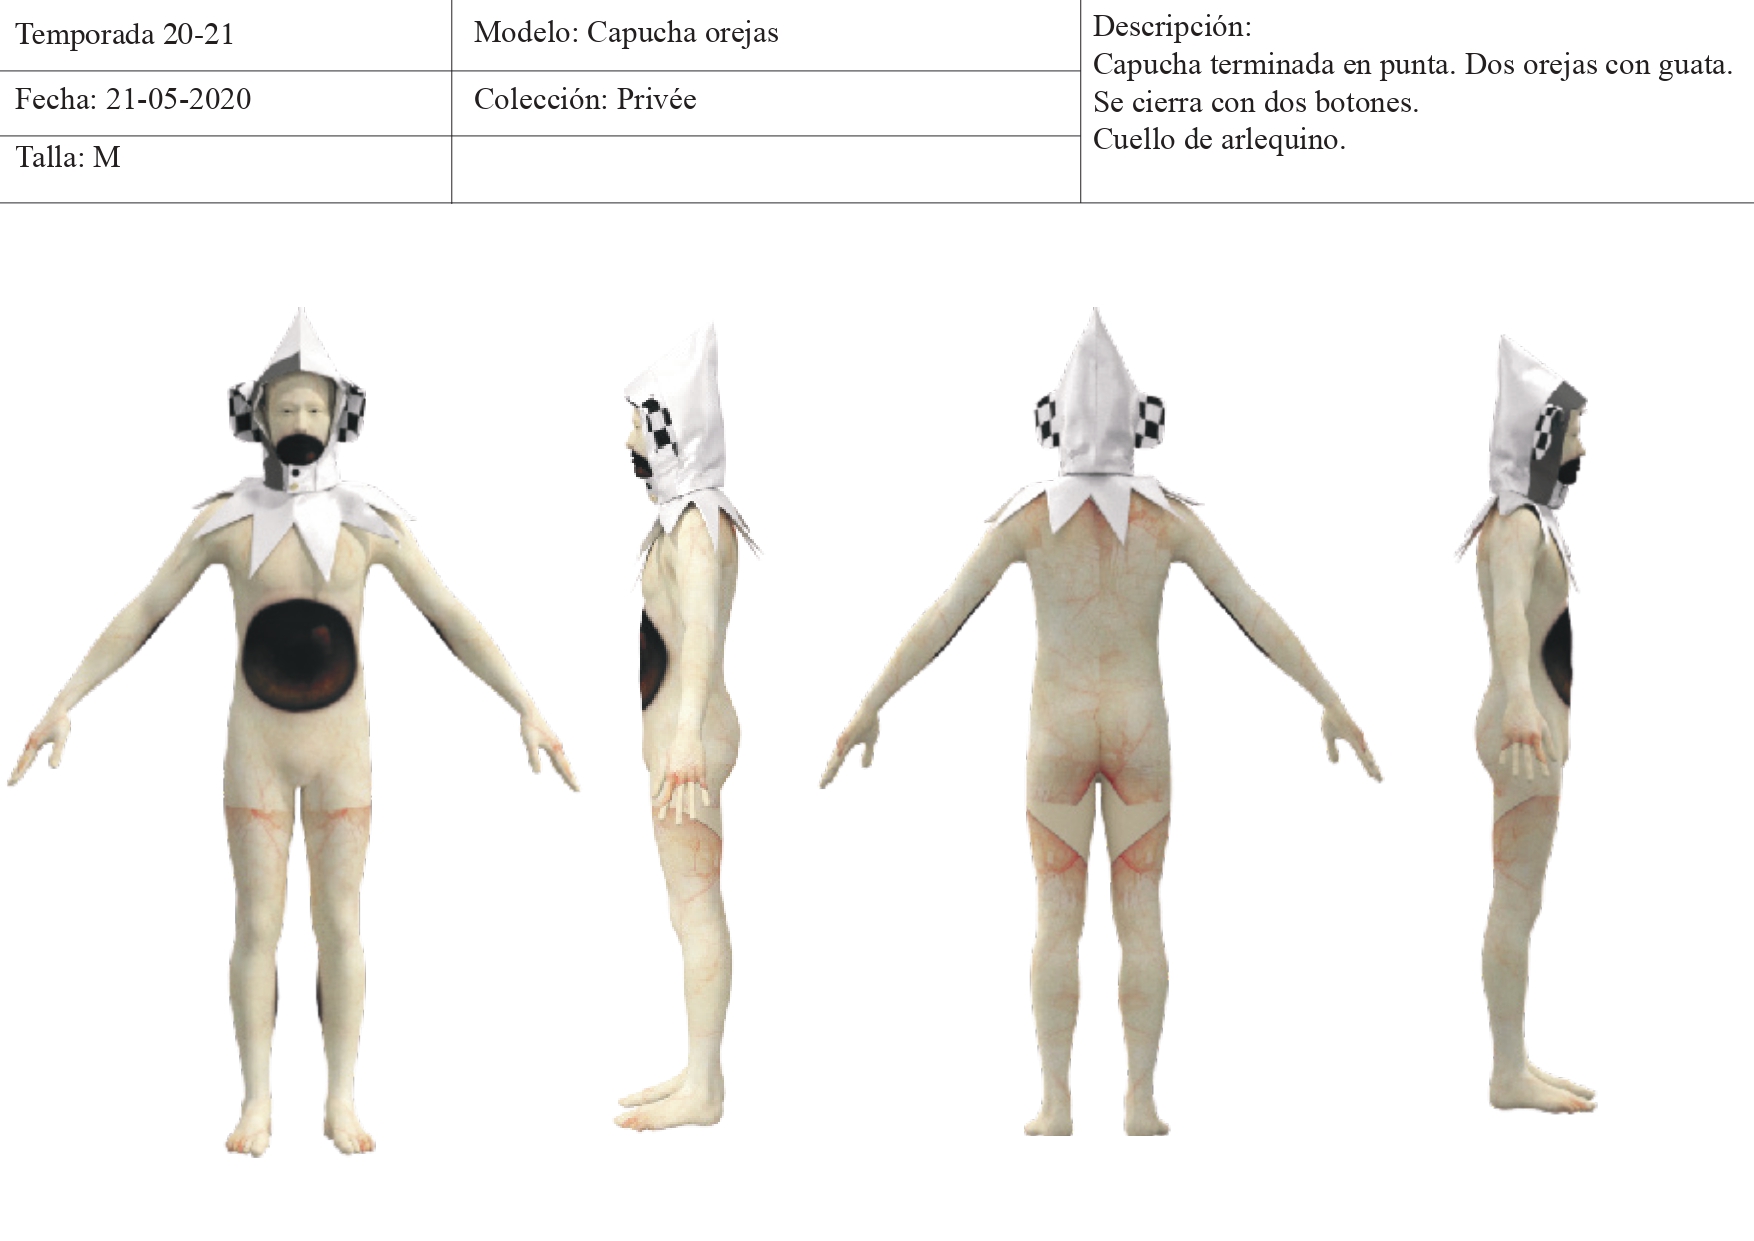 Temporada 20-21
Modelo: Capucha orejas
Fecha: 21-05-2020
Colección: Privée
Talla: M
Descripción:
Capucha terminada en punta. Dos orejas con guata.
Se cierra con dos botones.
Cuello de arlequino.